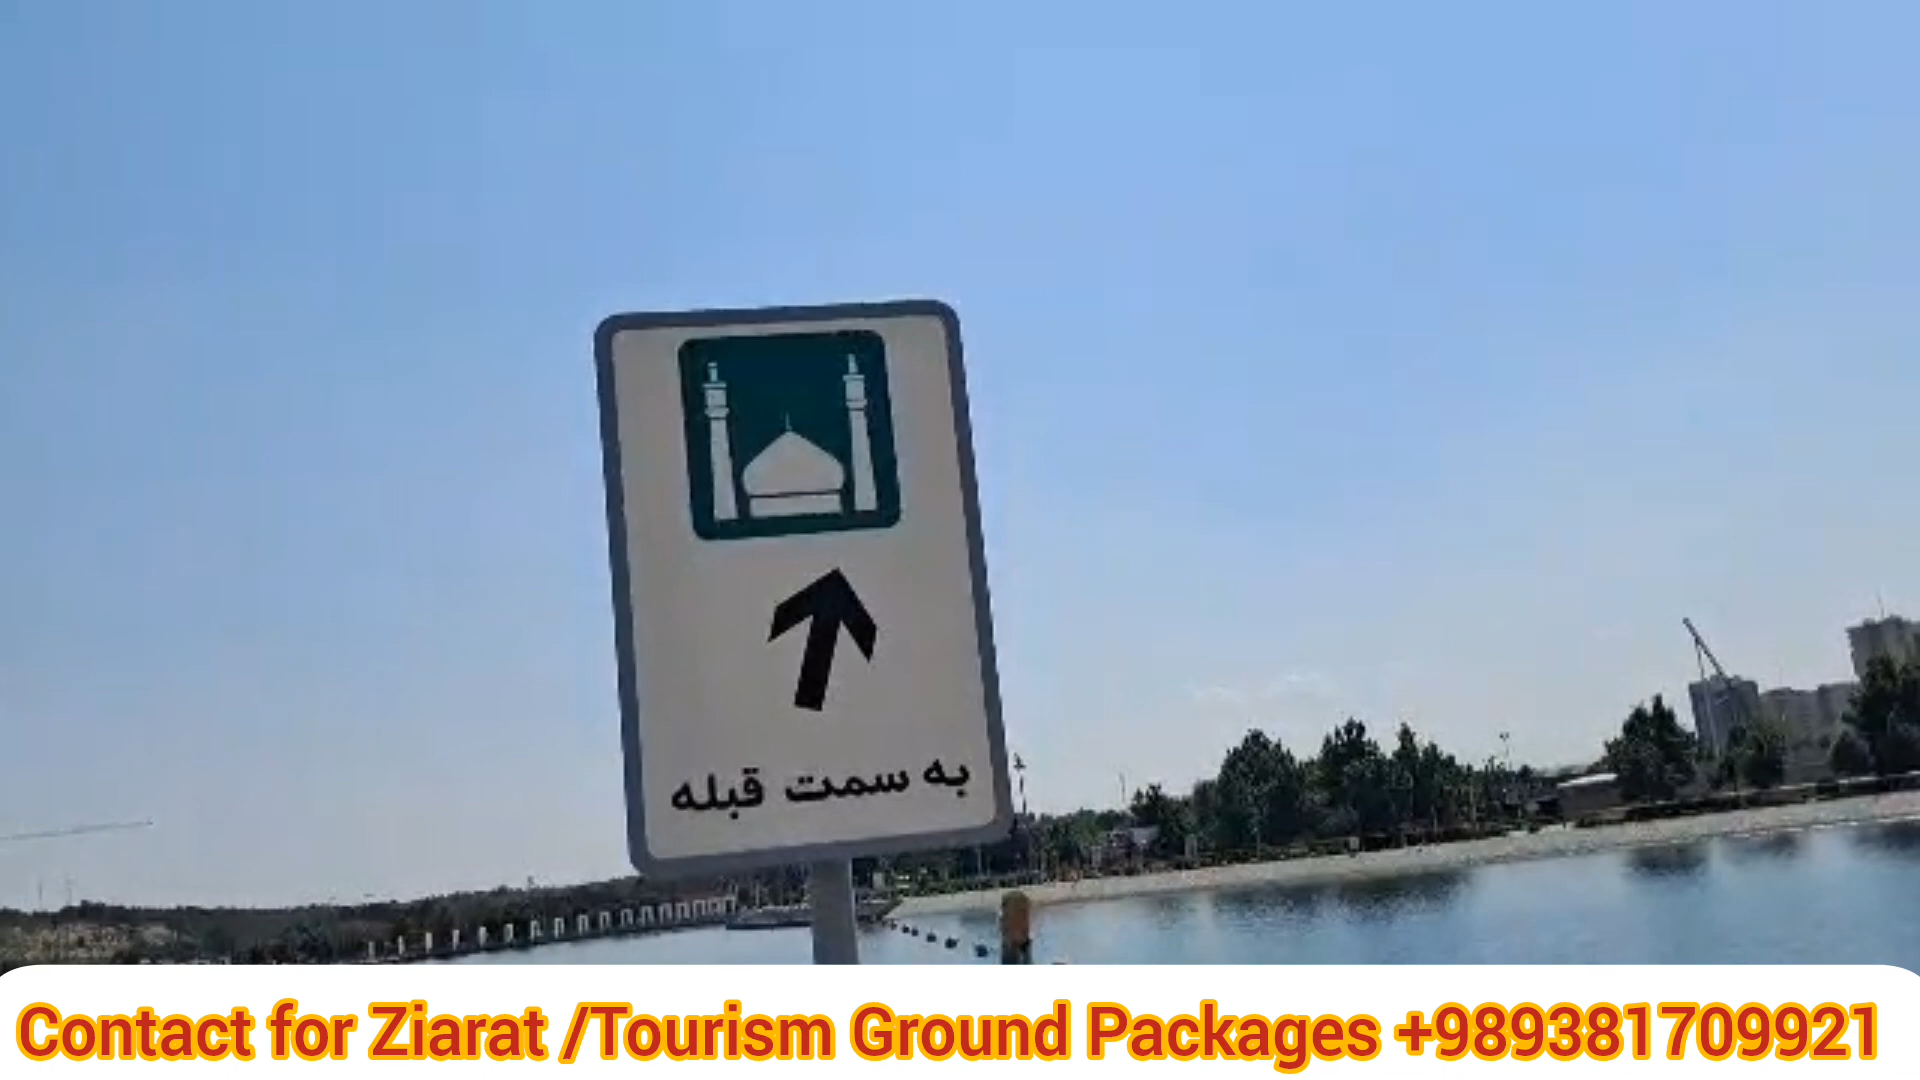 به سمت قبله
Contact for Ziarat /Tourism Ground Packages +989381709921